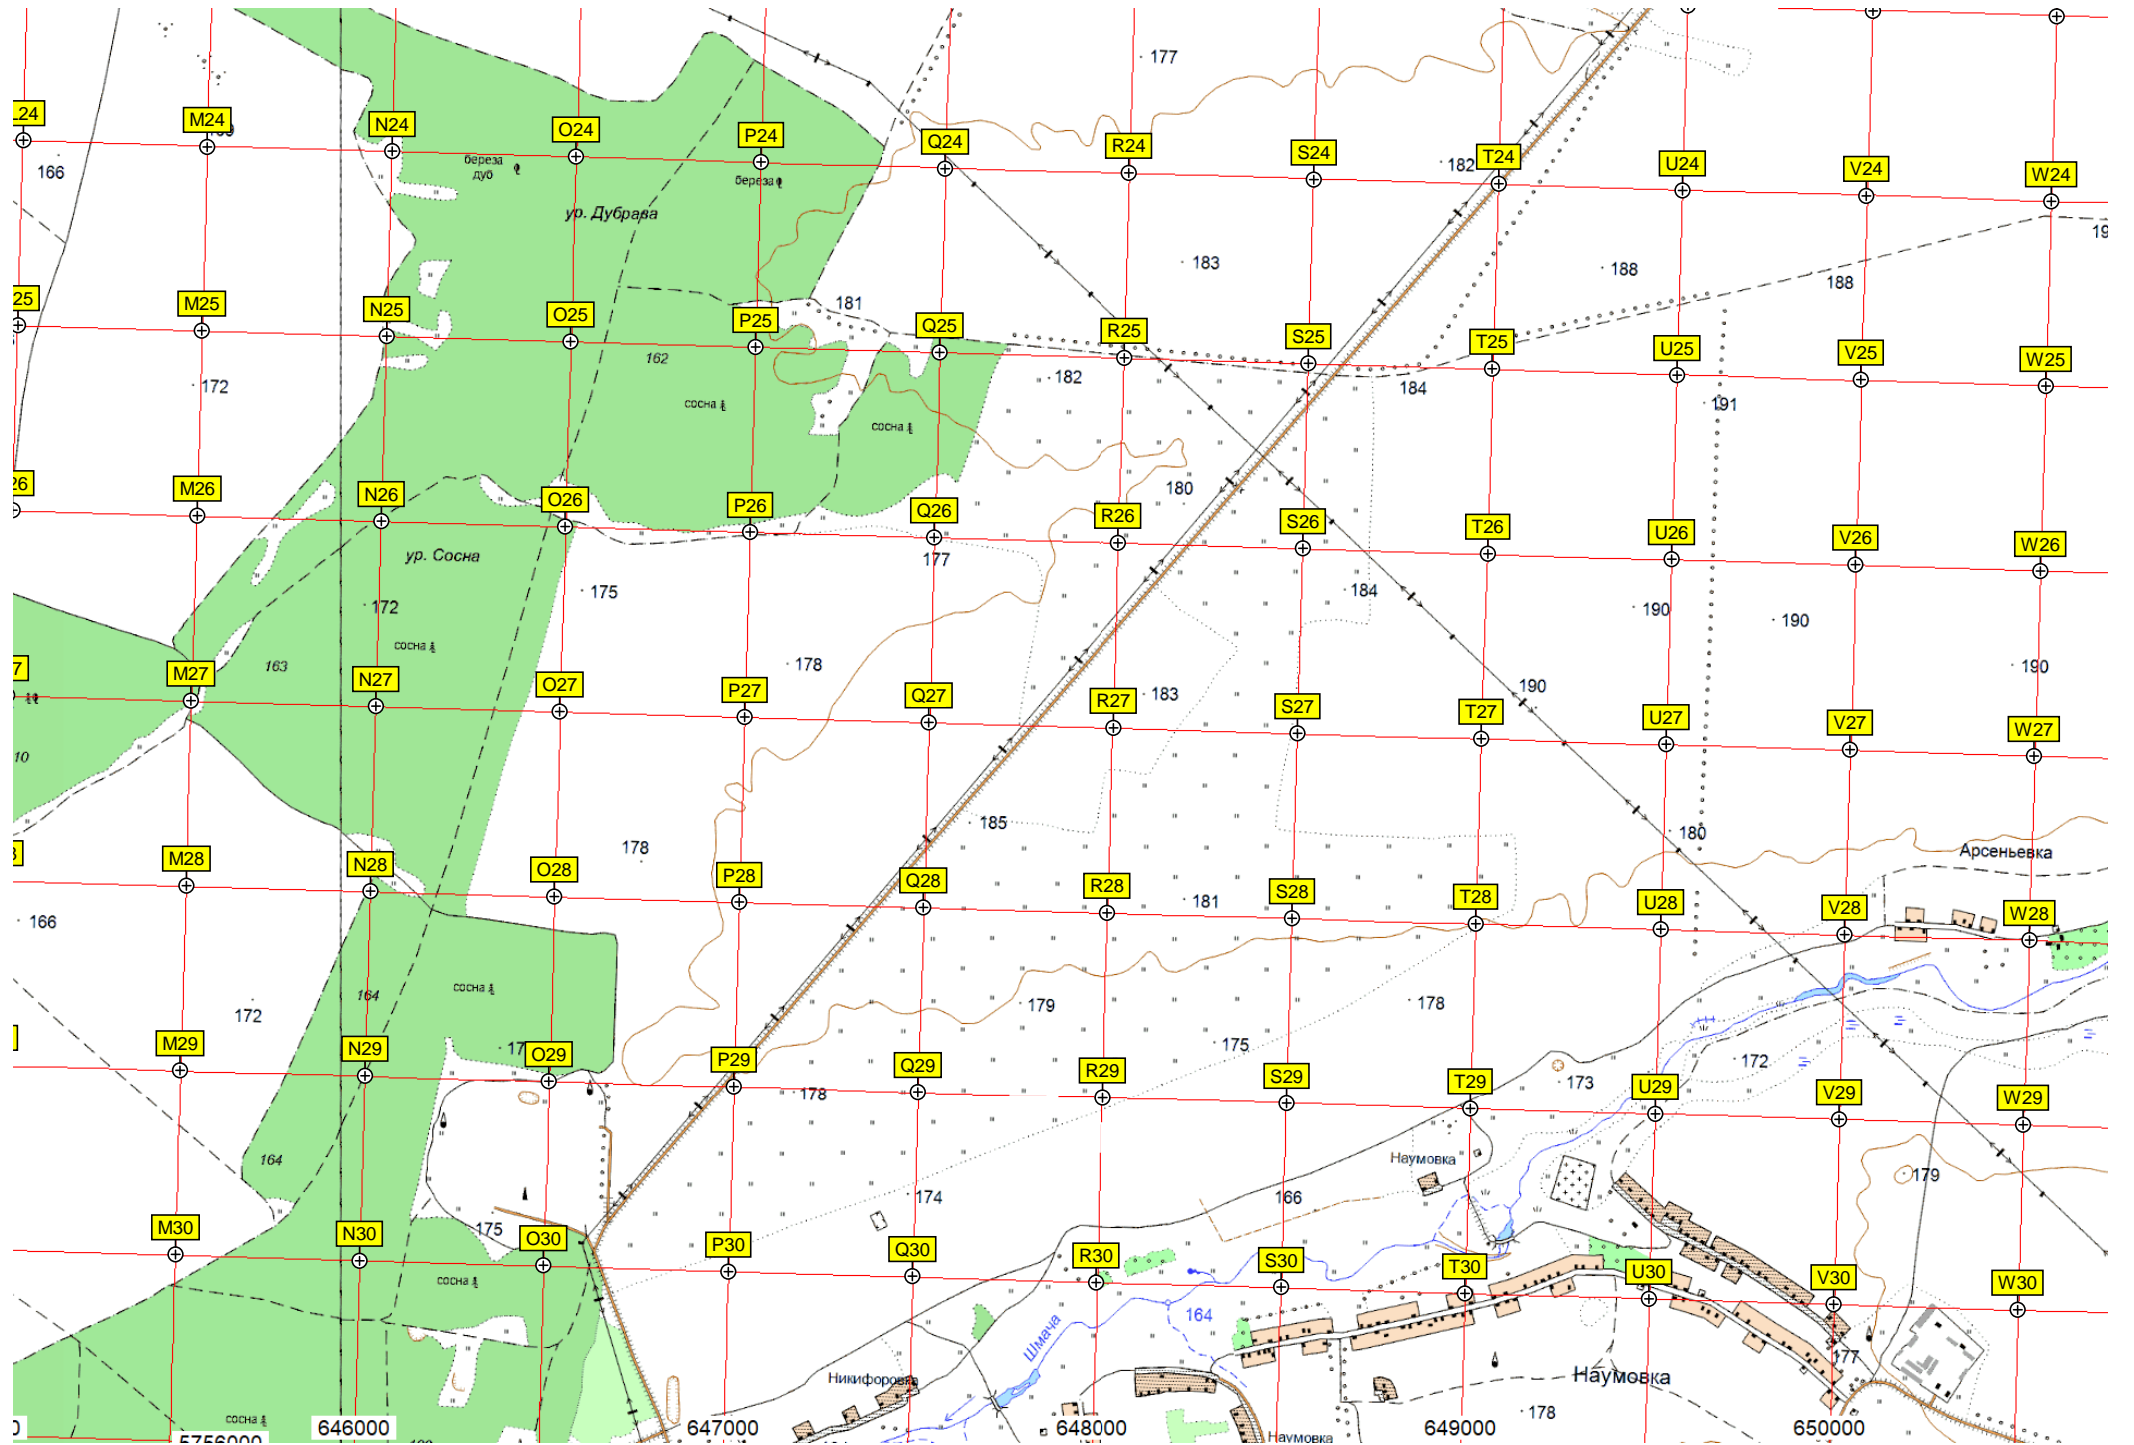 177
L24 M24 N24 O24 P24 Q24 R24 S24 T24 U24 V24 W24
166 береза дуб береза 182
ур. Дубрава
183 188 188
25 M25 N25 O25 P25 Q25 R25 S25 T25 U25 V25 W25
181
162
172 182 184 191
сосна сосна
180
26 M26 N26 O26 P26 Q26 R26 S26 T26 U26 V26 W26
ур. Сосна 177
172 175 184 190 190
сосна
163 178 190
7 M27 N27 O27 P27 Q27 R27 S27 T27 U27 V27 W27
183 190
10
178 185 180
Арсеньевка
M28 N28 O28 P28 Q28 R28 S28 T28 U28 V28 W28
166 181
сосна
164
172 179 178
175 172
M29 N29 O29 P29 Q29 R29 S29 T29 U29 V29 W29
178 173
164 Наумовка
174 166 179
175
M30 N30 O30 P30 Q30 R30 S30 T30 U30 V30 W30
сосна
164
Шмача
177
Никифоровка Наумовка
178
сосна
646000 647000 648000 649000 650000
5756000 Наумовка